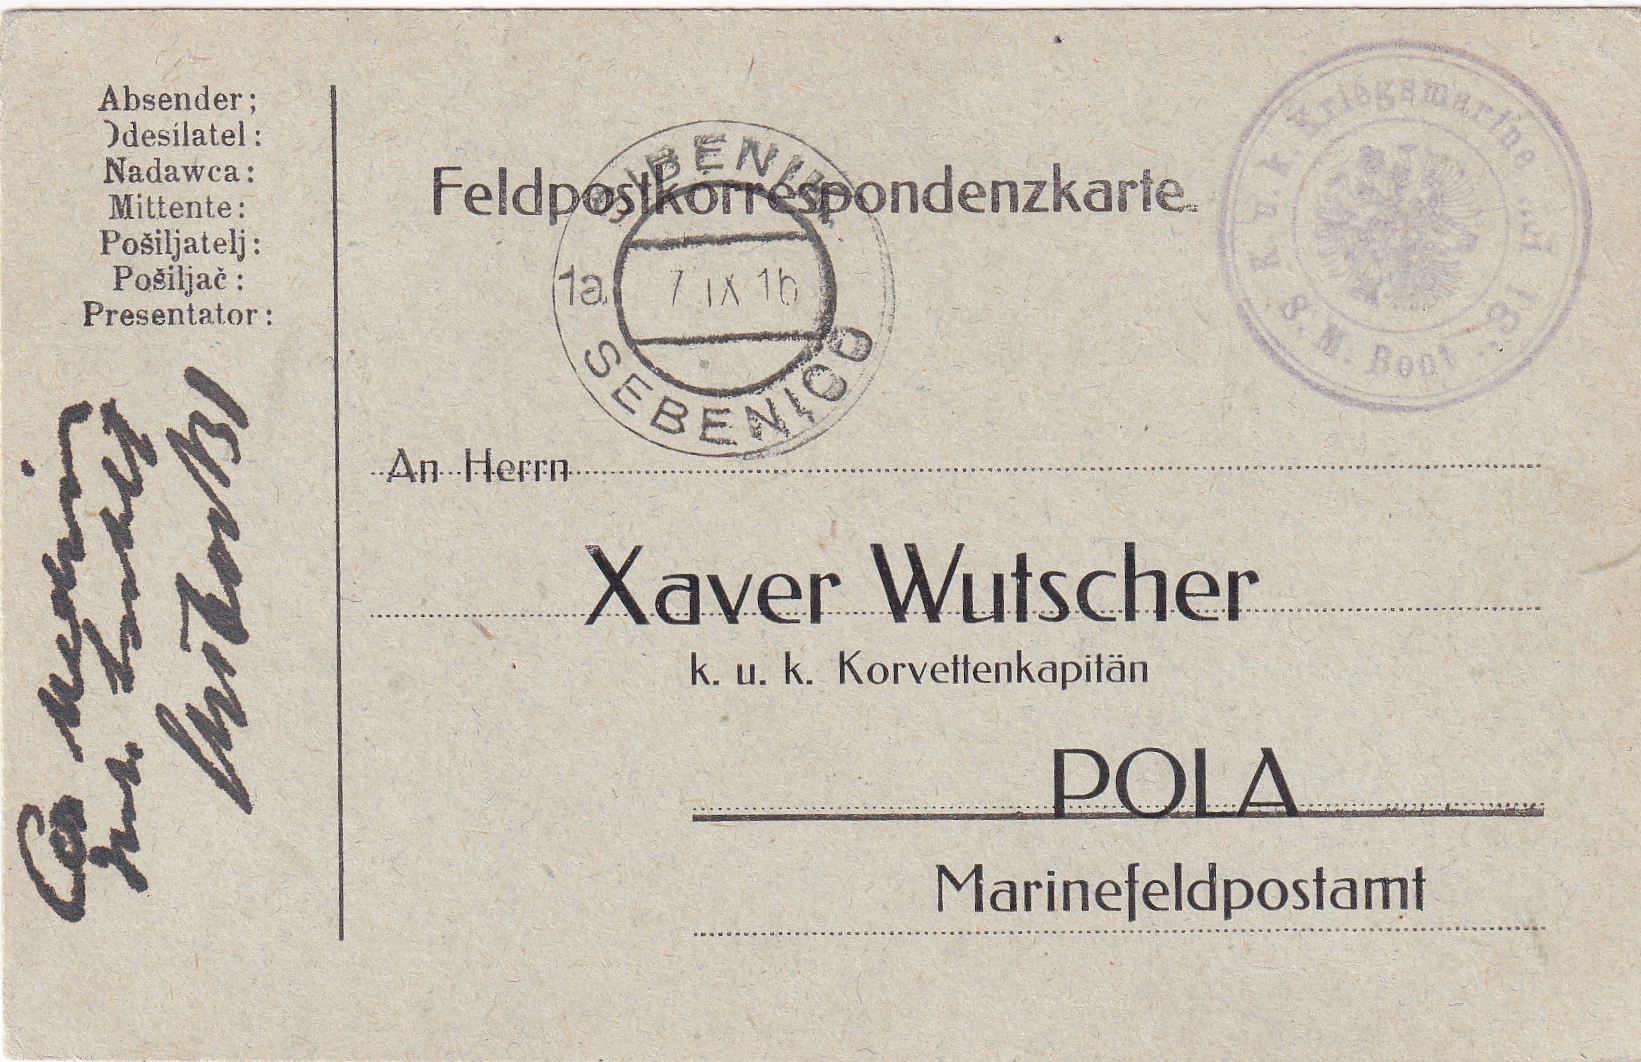 Absender;
Odesílatel:
Nadawca:
Mittente:
Pošiljatelj:
Pošiljač:
Presentator:
Feldpostkorrespondenzkarte.
ŠIBENIK
1a
7 IX 16
SEBENICO
K. u. K. Kriegsmarine
S. M. Boot
An Herrn
Xaver Wutscher
k. u. k. Korvettenkapitän
POLA
Marinefeldpostamt